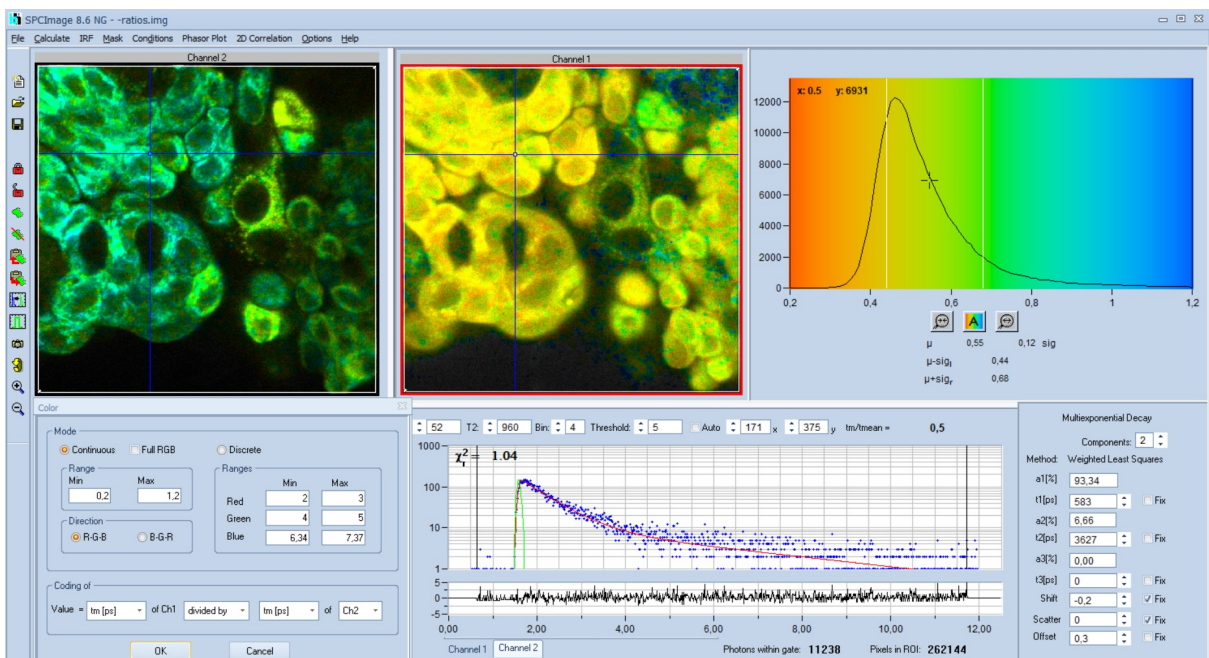 SPCImage 8.6 NG - -ratios.img
File Calculate IRF Mask Conditions Phasor Plot 2D Correlation Options Help
Channel 2
Channel 1
x: 0.5 y: 6931
12000
10000
8000
6000
4000
2000
0
0,2 0,4 0,6 0,8 1 1,2
A
μ 0,55 0,12 sig
μ-sigl 0,44
μ+sigr 0,68
Color
Mode
Continuous Full RGB Discrete
Range
Min Max
0,2 1,2
Direction
R-G-B B-G-R
Ranges
Min Max
Red 2 3
Green 4 5
Blue 6,34 7,37
Coding of
Value = tm [ps] of Ch1 divided by tm [ps] of Ch2
OK Cancel
52 T2: 960 Bin: 4 Threshold: 5 Auto 171 x 375 y tm/tmean = 0,5
χ²r = 1.04
1000
100
10
1
5
0
-5
0,00 2,00 4,00 6,00 8,00 10,00 12,00
Channel 1 Channel 2
Photons within gate: 11238 Pixels in ROI: 262144
Multiexponential Decay
Components: 2
Method: Weighted Least Squares
a1[%] 93,34
t1[ps] 583 Fix
a2[%] 6,66
t2[ps] 3627 Fix
a3[%] 0,00
t3[ps] 0 Fix
Shift -0,2 Fix
Scatter 0 Fix
Offset 0,3 Fix